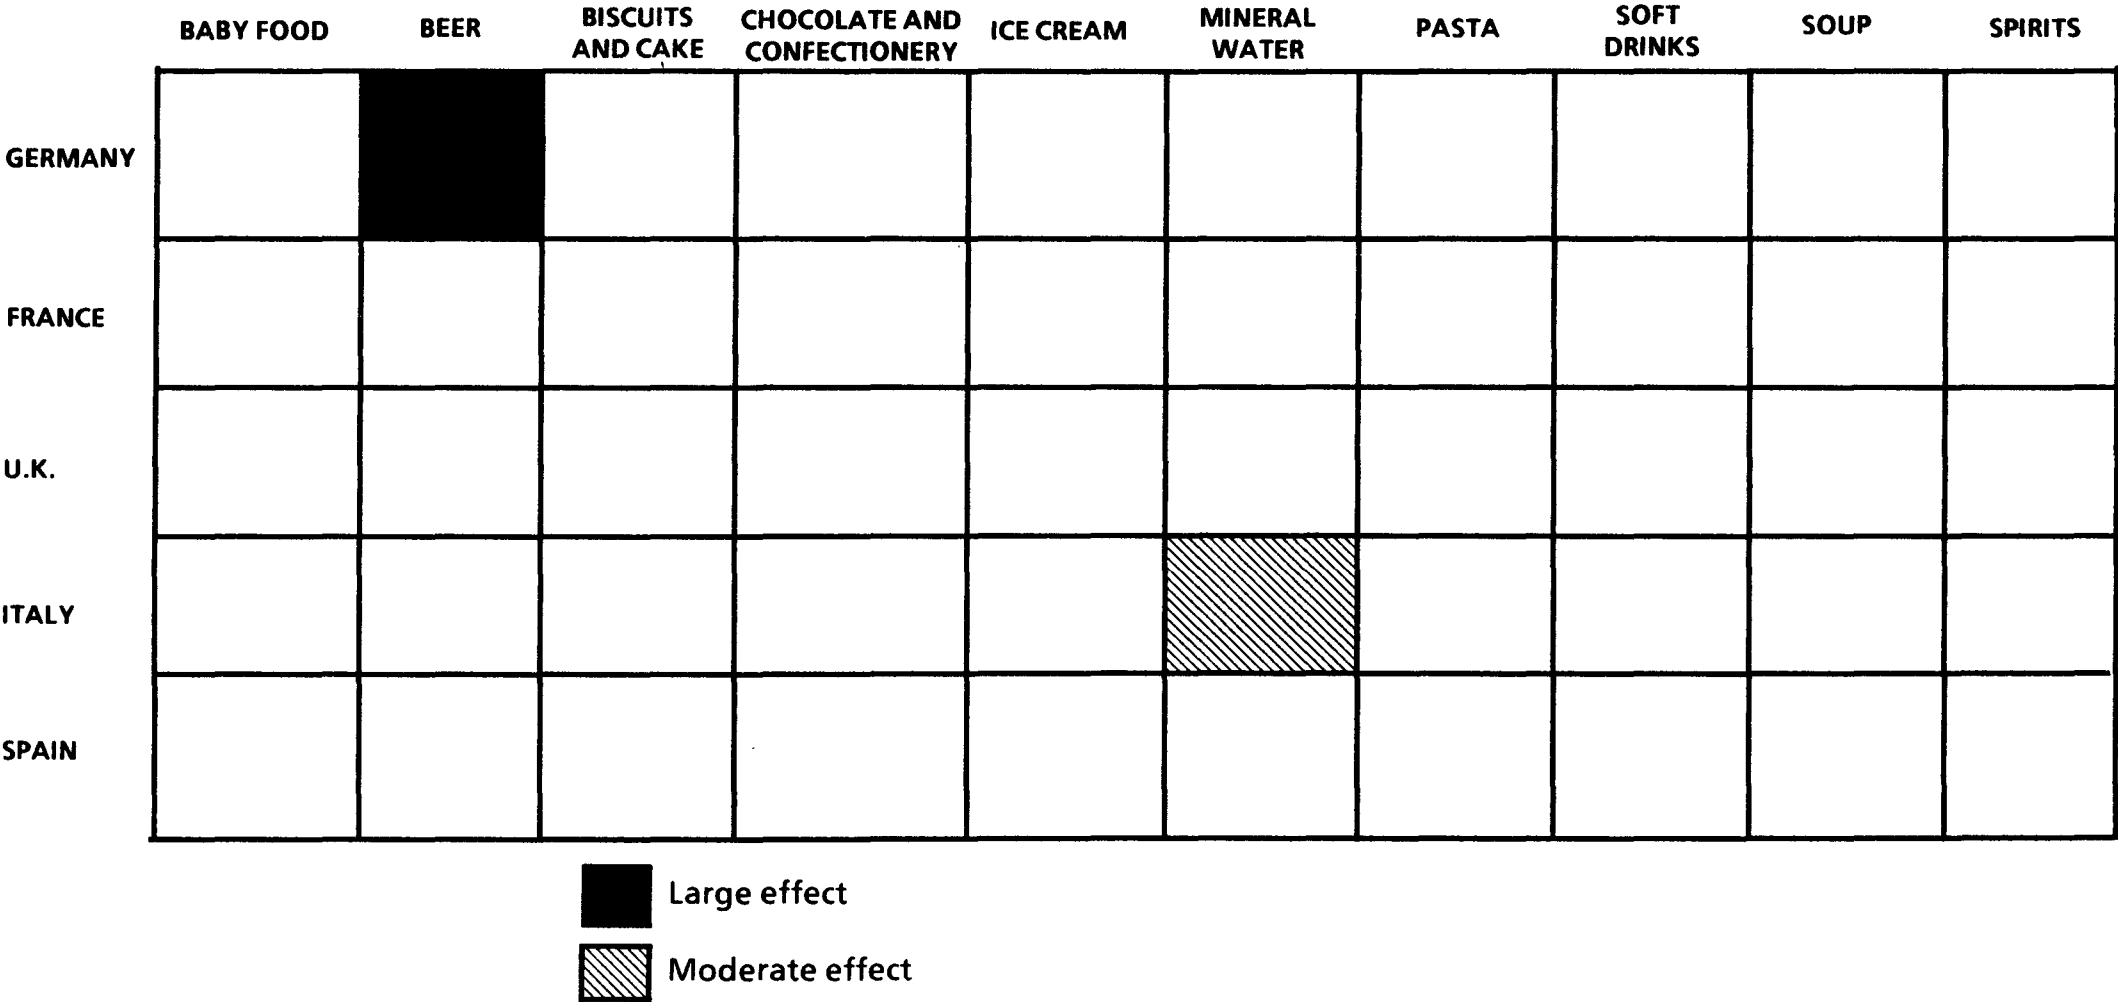 BABY FOOD
BEER
BISCUITS
AND CAKE
CHOCOLATE AND
CONFECTIONERY
ICE CREAM
MINERAL
WATER
PASTA
SOFT
DRINKS
SOUP
SPIRITS
GERMANY
FRANCE
U.K.
ITALY
SPAIN
Large effect
Moderate effect